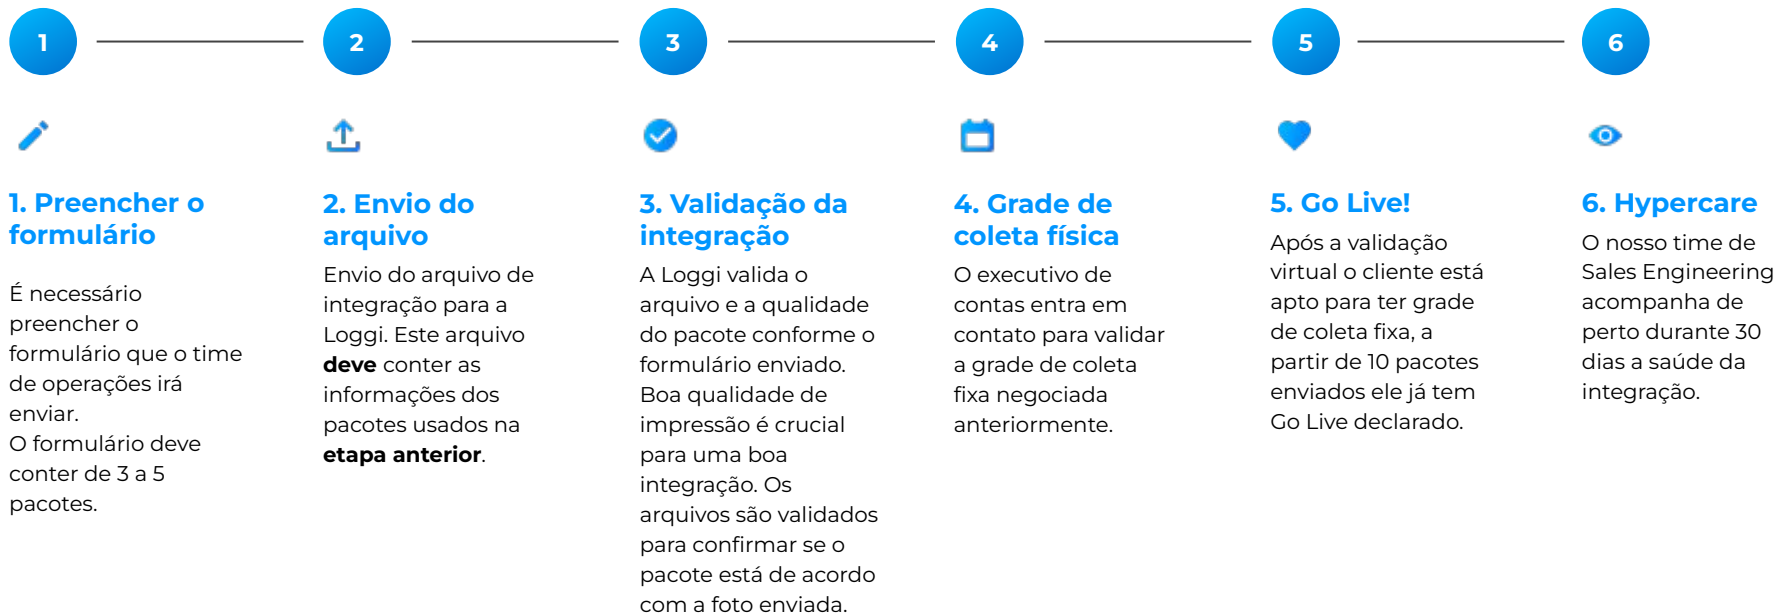 1
2
3
4
5
6
1. Preencher o
formulário
É necessário
preencher o
formulário que o time
de operações irá
enviar.
O formulário deve
conter de 3 a 5
pacotes.
2. Envio do
arquivo
Envio do arquivo de
integração para a
Loggi. Este arquivo
deve conter as
informações dos
pacotes usados na
etapa anterior.
3. Validação da
integração
A Loggi valida o
arquivo e a qualidade
do pacote conforme o
formulário enviado.
Boa qualidade de
impressão é crucial
para uma boa
integração. Os
arquivos são validados
para confirmar se o
pacote está de acordo
com a foto enviada.
4. Grade de
coleta física
O executivo de
contas entra em
contato para validar
a grade de coleta
fixa negociada
anteriormente.
5. Go Live!
Após a validação
virtual o cliente está
apto para ter grade
de coleta fixa, a
partir de 10 pacotes
enviados ele já tem
Go Live declarado.
6. Hypercare
O nosso time de
Sales Engineering
acompanha de
perto durante 30
dias a saúde da
integração.